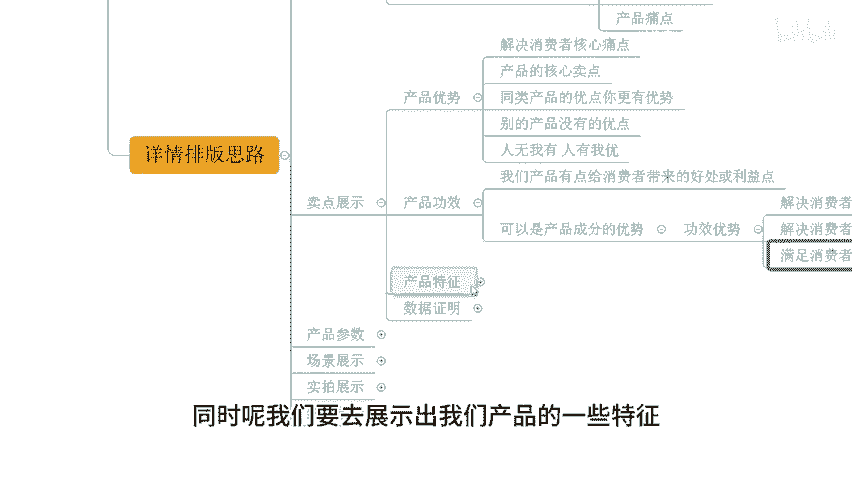 产品痛点
解决消费者核心痛点
产品的核心卖点
产品优势
同类产品的优点你更有优势
别的产品没有的优点
人无我有 人有我优
详情排版思路
我们产品有点给消费者带来的好处或利益点
卖点展示
产品功效
解决消费者
可以是产品成分的优势
功效优势
解决消费者
满足消费者
产品特征
数据证明
产品参数
场景展示
实拍展示
同时呢我们要去展示出我们产品的一些特征